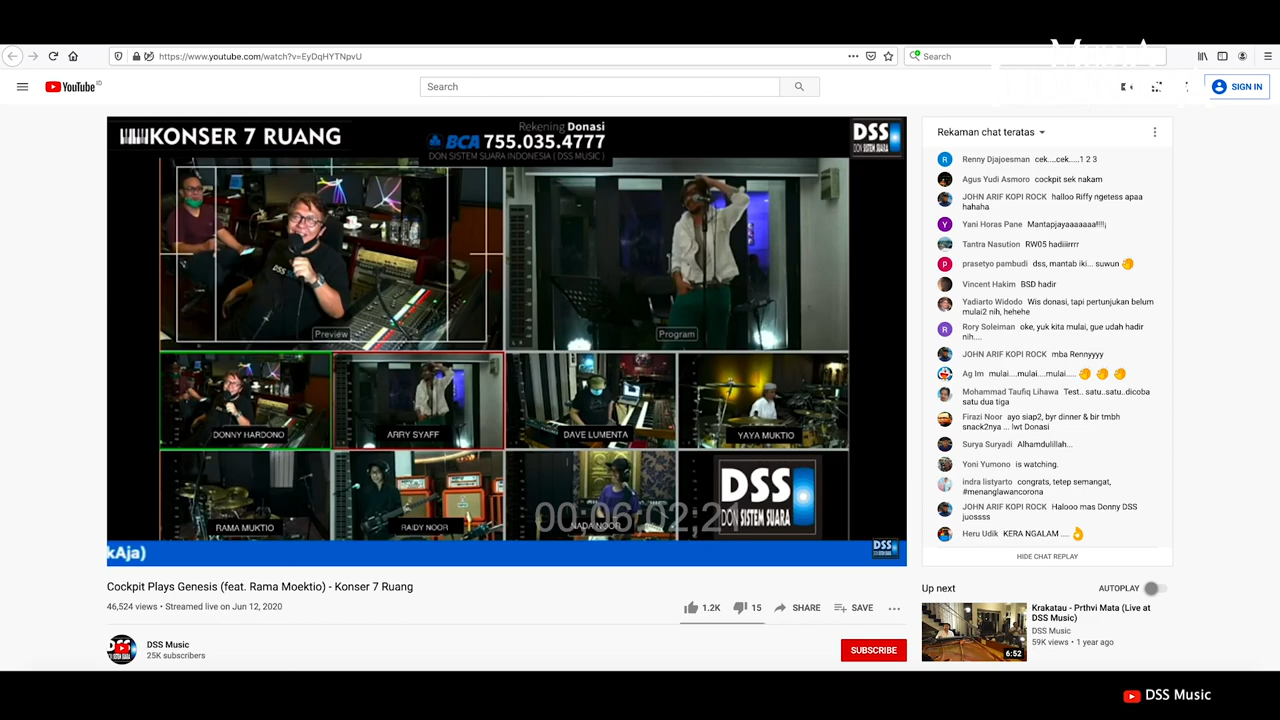 https://www.youtube.com/watch?v=EyDqHYTNpvU
Search
YouTube ID
Search
SIGN IN
KONSER 7 RUANG
Rekening Donasi
BCA 755.035.4777
DON SISTEM SUARA INDONESIA ( DSS MUSIC )
DSS
DON SISTEM SUARA
Preview
Program
DONNY HARDONO
ARRY SYAFF
DAVE LUMENTA
YAYA MUKTIO
RAMA MUKTIO
RAIDY NOOR
NADA NOOR
DSS
DON SISTEM SUARA
kAja)
DSS
Rekaman chat teratas
Renny Djajoesman cek....cek.....1 2 3
Agus Yudi Asmoro cockpit sek nakam
JOHN ARIF KOPI ROCK halloo Riffy ngetess apaa
hahaha
Yani Horas Pane Mantapjayaaaaaaa!!!!¡
Tantra Nasution RW05 hadiiirrrr
prasetyo pambudi dss, mantab iki... suwun
Vincent Hakim BSD hadir
Yadiarto Widodo Wis donasi, tapi pertunjukan belum
mulai2 nih, hehehe
Rory Soleiman oke, yuk kita mulai, gue udah hadir
nih....
JOHN ARIF KOPI ROCK mba Rennyyyy
Ag Im mulai....mulai....mulai.....
Mohammad Taufiq Lihawa Test.. satu..satu..dicoba
satu dua tiga
Firazi Noor ayo siap2, byr dinner & bir tmbh
snack2nya ... lwt Donasi
Surya Suryadi Alhamdulillah...
Yoni Yumono is watching.
indra listyarto congrats, tetep semangat,
#menanglawancorona
JOHN ARIF KOPI ROCK Halooo mas Donny DSS
juossss
Heru Udik KERA NGALAM ....
HIDE CHAT REPLAY
Cockpit Plays Genesis (feat. Rama Moektio) - Konser 7 Ruang
46,524 views • Streamed live on Jun 12, 2020
1.2K
15
SHARE
SAVE
DSS Music
25K subscribers
SUBSCRIBE
Up next
AUTOPLAY
Krakatau - Prthvi Mata (Live at
DSS Music)
DSS Music
59K views • 1 year ago
6:52
DSS Music